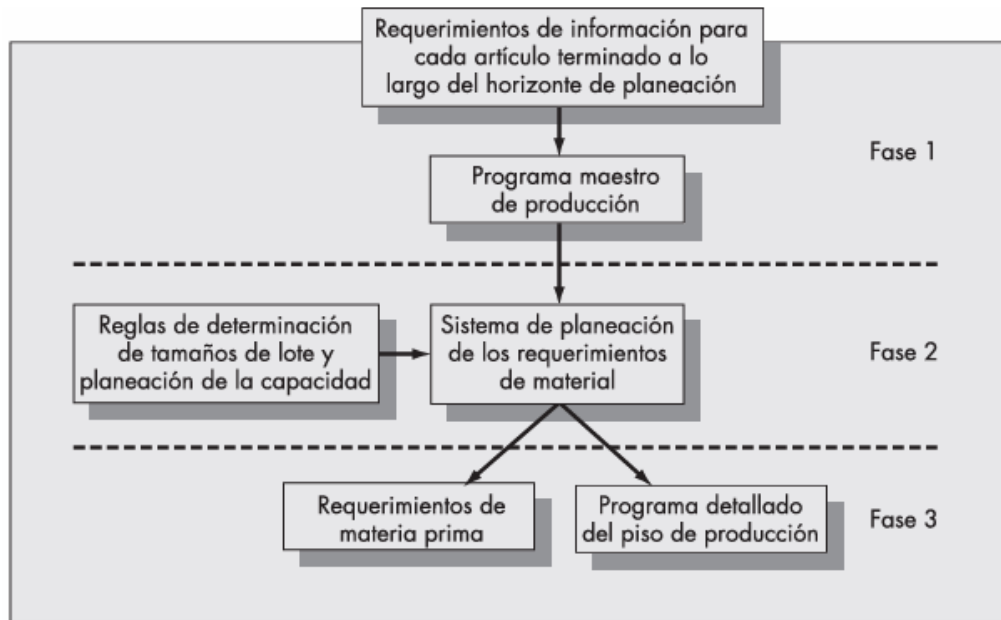 Requerimientos de información para
cada artículo terminado a lo
largo del horizonte de planeación
Fase 1
Programa maestro
de producción
Reglas de determinación
de tamaños de lote y
planeación de la capacidad
Sistema de planeación
de los requerimientos
de material
Fase 2
Requerimientos de
materia prima
Programa detallado
del piso de producción
Fase 3